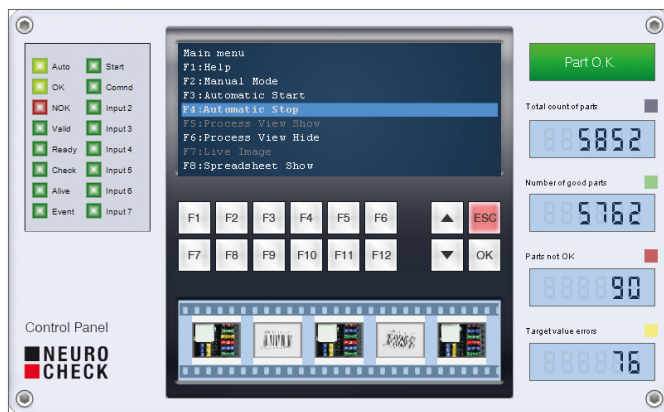 Auto
Start
OK
Comnd
NOK
Input 2
Valid
Input 3
Ready
Input 4
Check
Input 5
Alive
Input 6
Event
Input 7
Main menu
F1:Help
F2:Manual Mode
F3:Automatic Start
F4:Automatic Stop
F5:Process View Show
F6:Process View Hide
F7:Live Image
F8:Spreadsheet Show
F1 F2 F3 F4 F5 F6 ▲ ESC
F7 F8 F9 F10 F11 F12 ▼ OK
Part O.K.
Total count of parts
5852
Number of good parts
5762
Parts not OK
90
Target value errors
76
Control Panel
NEURO
CHECK